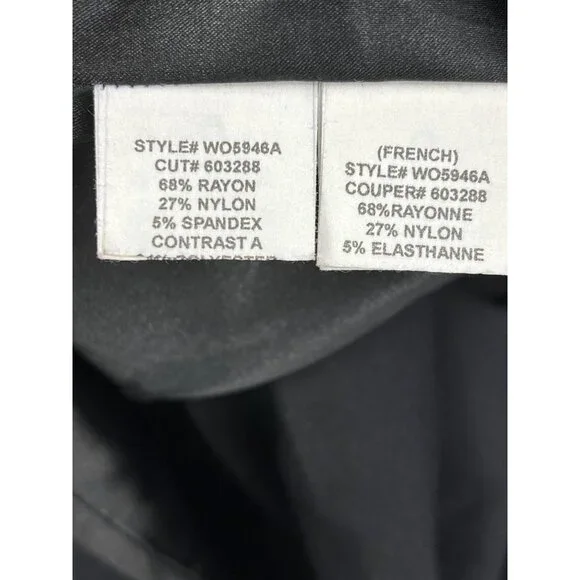 STYLE# WO5946A
CUT# 603288
68% RAYON
27% NYLON
5% SPANDEX
CONTRAST A
POLYESTER
(FRENCH)
STYLE# WO5946A
COUPER# 603288
68%RAYONNE
27% NYLON
5% ELASTHANNE